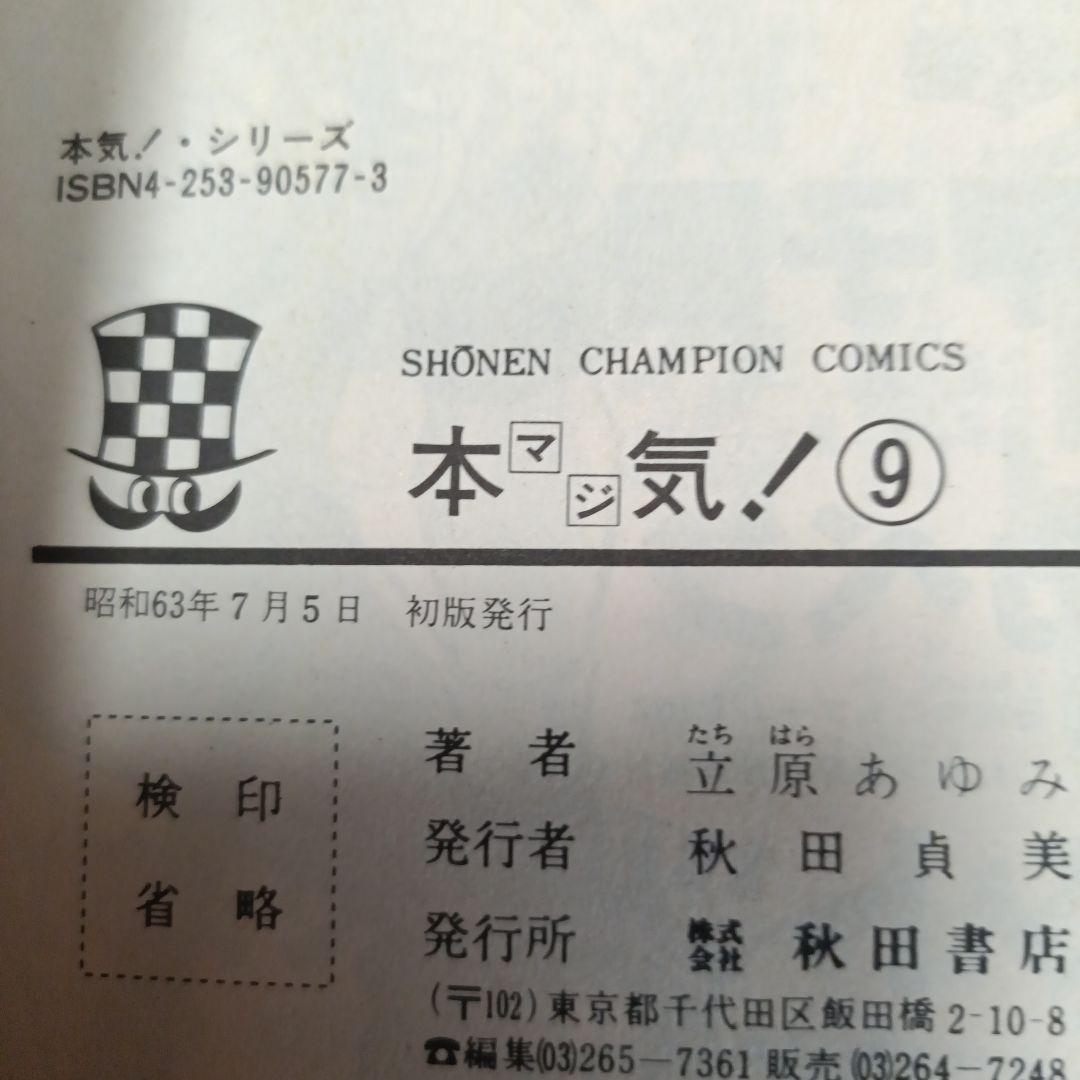 本気！・シリーズ
ISBN4-253-90577-3
SHŌNEN CHAMPION COMICS
本マジ気！⑨
昭和63年7月5日 初版発行
検印
省略
著者 立原あゆみ
たち はら
発行者 秋田貞美
発行所 株式会社 秋田書店
(〒102)東京都千代田区飯田橋2-10-8
☎編集(03)265—7361 販売(03)264—7248